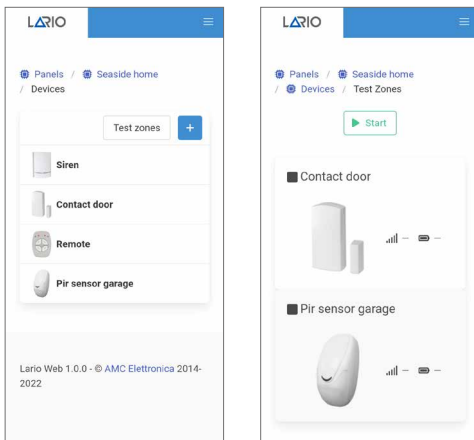 LARIO
Panels / Seaside home
/ Devices
Test zones +
Siren
Contact door
Remote
Pir sensor garage
Lario Web 1.0.0 - © AMC Elettronica 2014-
2022
LARIO
Panels / Seaside home
/ Devices / Test Zones
Start
Contact door
–  –
Pir sensor garage
–  –